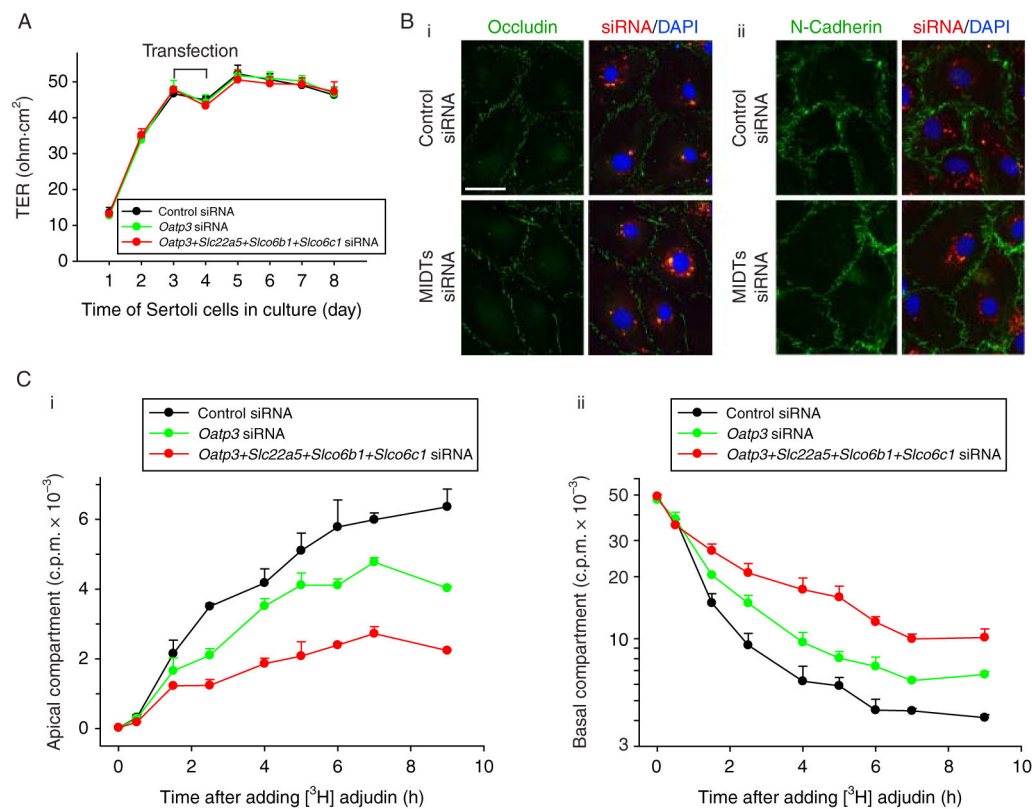 A
Transfection
60
50
40
30
20
10
0
TER (ohm·cm²)
Control siRNA
Oatp3 siRNA
Oatp3+Slc22a5+Slco6b1+Slco6c1 siRNA
1 2 3 4 5 6 7 8
Time of Sertoli cells in culture (day)
B
i
Occludin
siRNA/DAPI
Control
siRNA
MIDTs
siRNA
ii
N-Cadherin
siRNA/DAPI
Control
siRNA
MIDTs
siRNA
C
i
Control siRNA
Oatp3 siRNA
Oatp3+Slc22a5+Slco6b1+Slco6c1 siRNA
Apical compartment (c.p.m. × 10⁻³)
6
4
2
0
0 2 4 6 8 10
Time after adding [³H] adjudin (h)
ii
Control siRNA
Oatp3 siRNA
Oatp3+Slc22a5+Slco6b1+Slco6c1 siRNA
Basal compartment (c.p.m. × 10⁻³)
50
30
20
10
3
0 2 4 6 8 10
Time after adding [³H] adjudin (h)